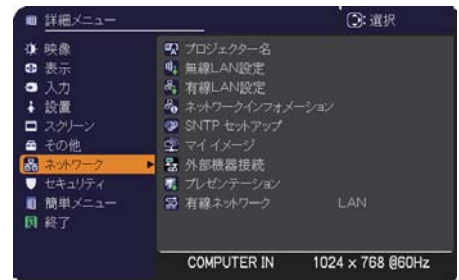 詳細メニュー
:選択
映像
表示
入力
設置
スクリーン
その他
ネットワーク
セキュリティ
簡単メニュー
終了
プロジェクター名
無線LAN設定
有線LAN設定
ネットワークインフォメーション
SNTP セットアップ
マイ イメージ
外部機器接続
プレゼンテーション
有線ネットワーク LAN
COMPUTER IN 1024 x 768 @60Hz